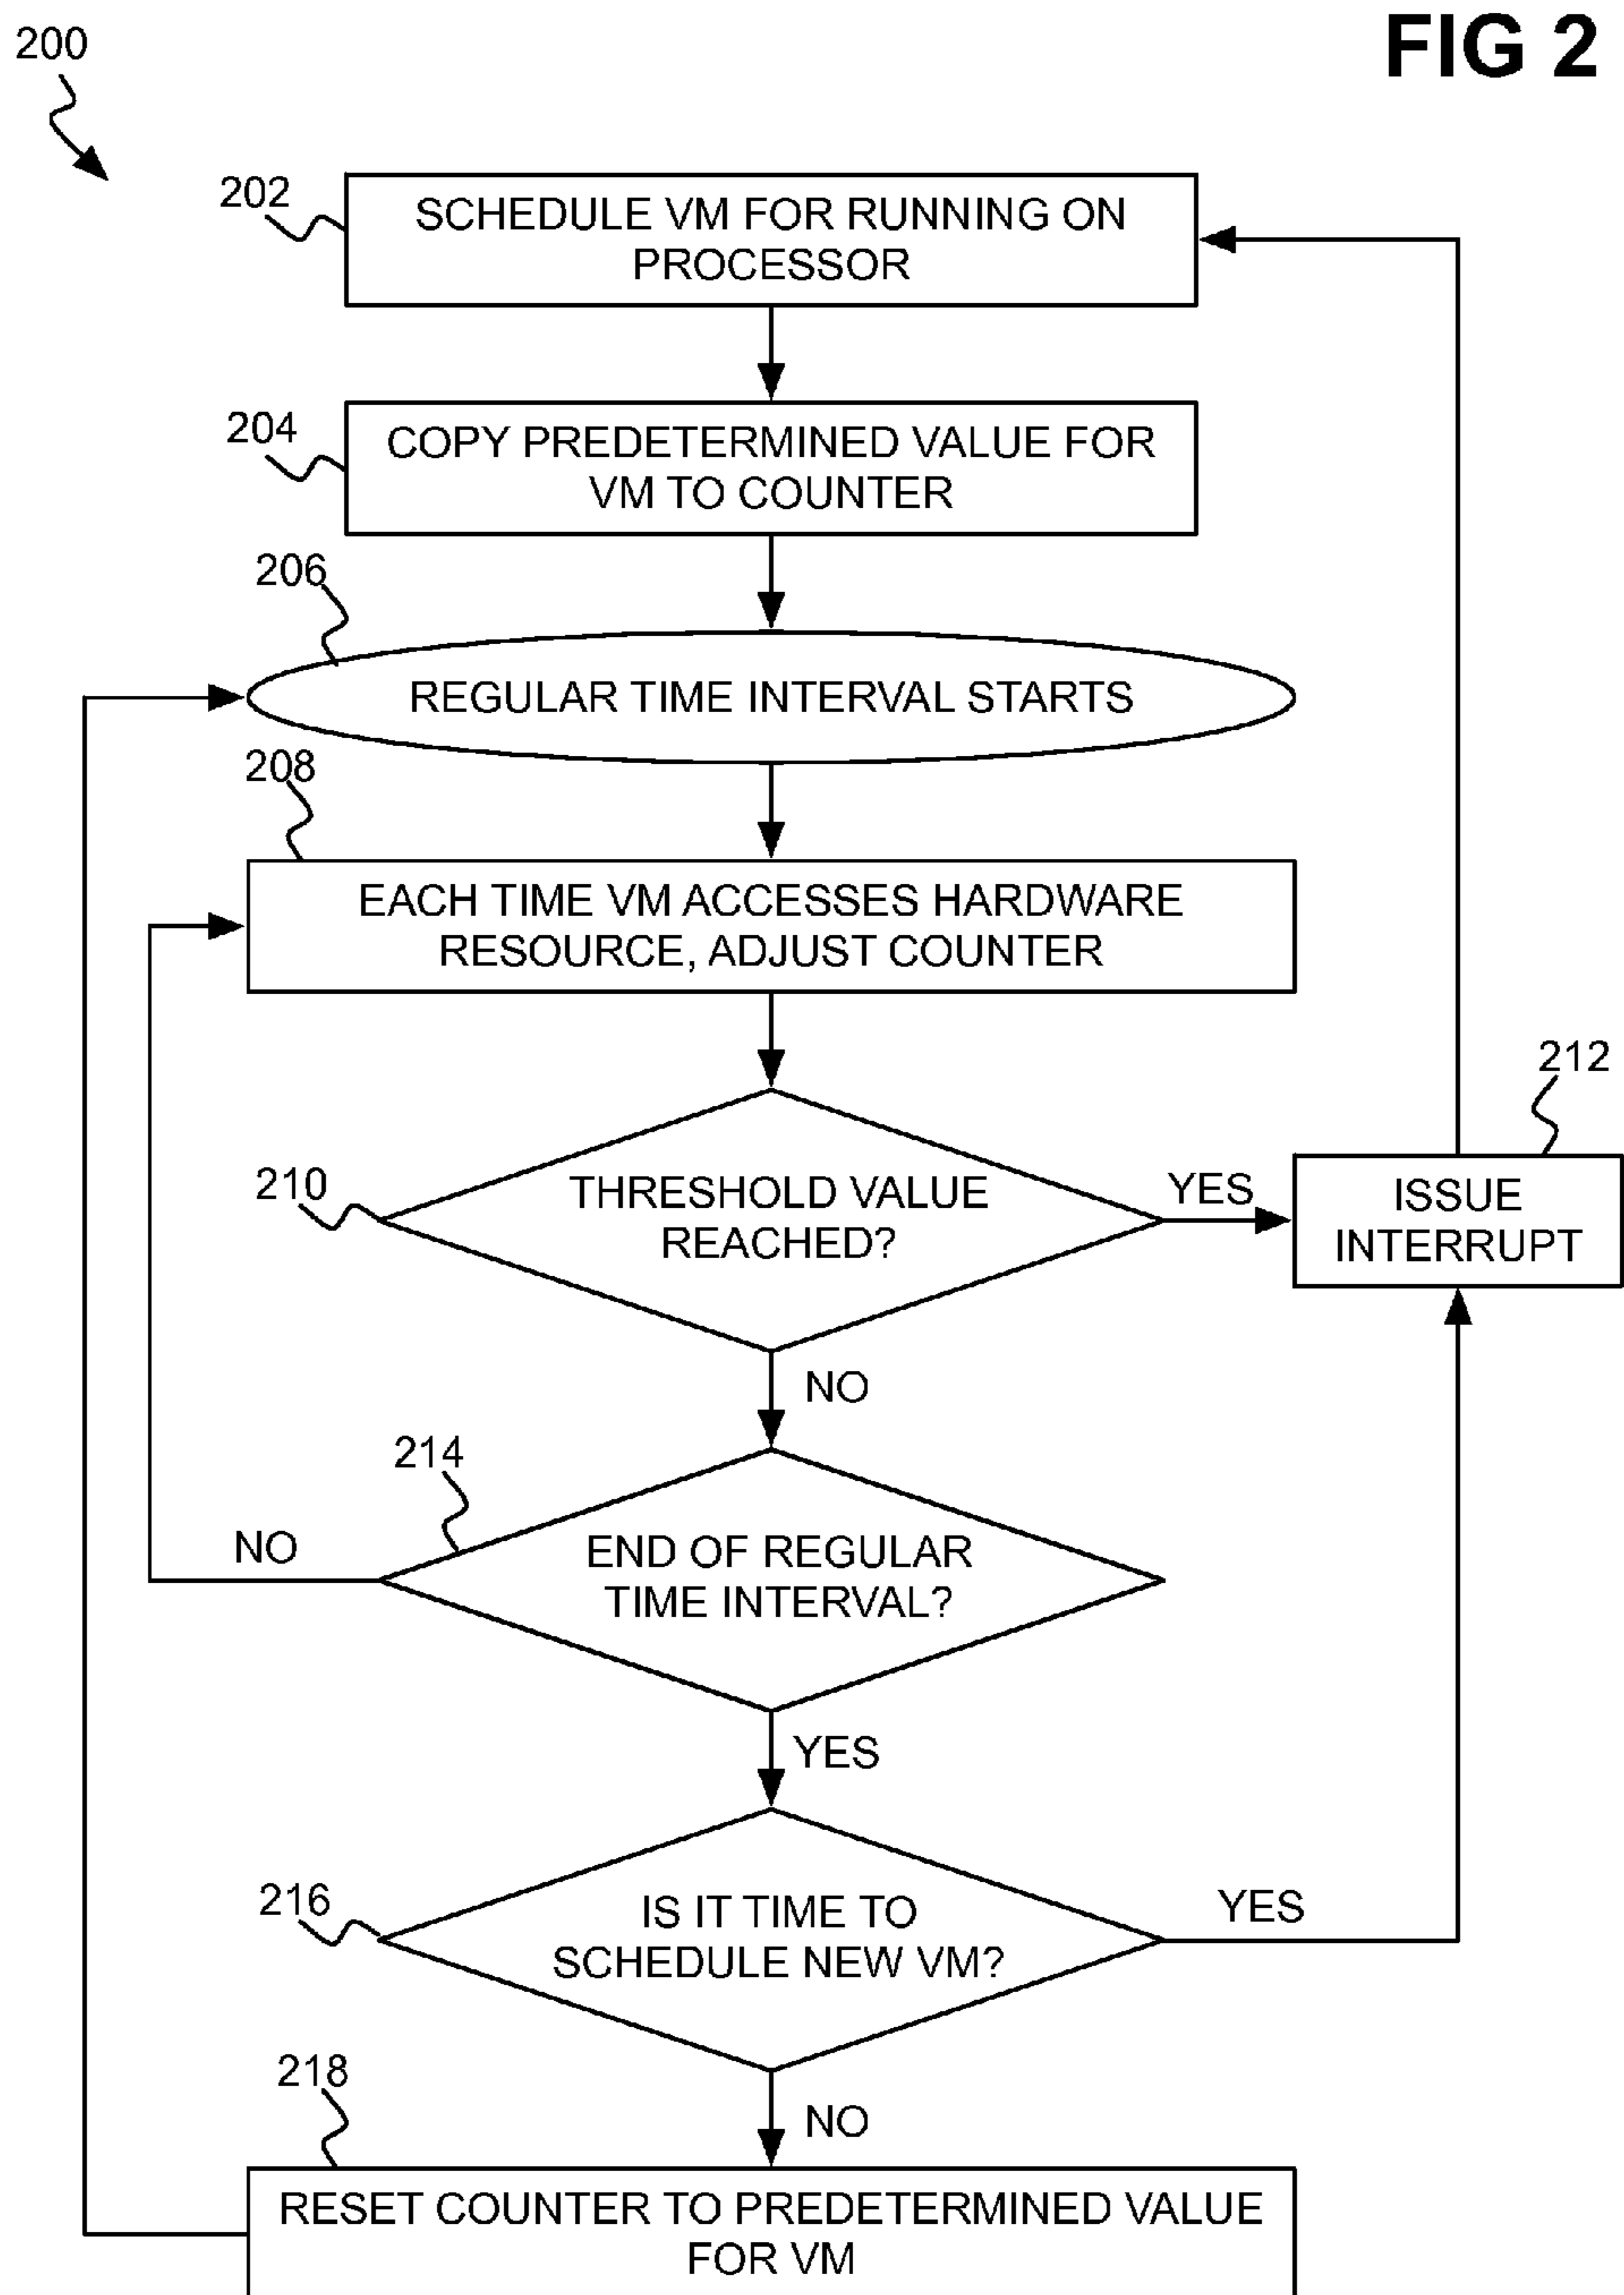 FIG 2
200
202
SCHEDULE VM FOR RUNNING ON
PROCESSOR
204
COPY PREDETERMINED VALUE FOR
VM TO COUNTER
206
REGULAR TIME INTERVAL STARTS
208
EACH TIME VM ACCESSES HARDWARE
RESOURCE, ADJUST COUNTER
210
THRESHOLD VALUE
REACHED?
YES
212
ISSUE
INTERRUPT
NO
214
END OF REGULAR
TIME INTERVAL?
NO
YES
216
IS IT TIME TO
SCHEDULE NEW VM?
YES
NO
218
RESET COUNTER TO PREDETERMINED VALUE
FOR VM